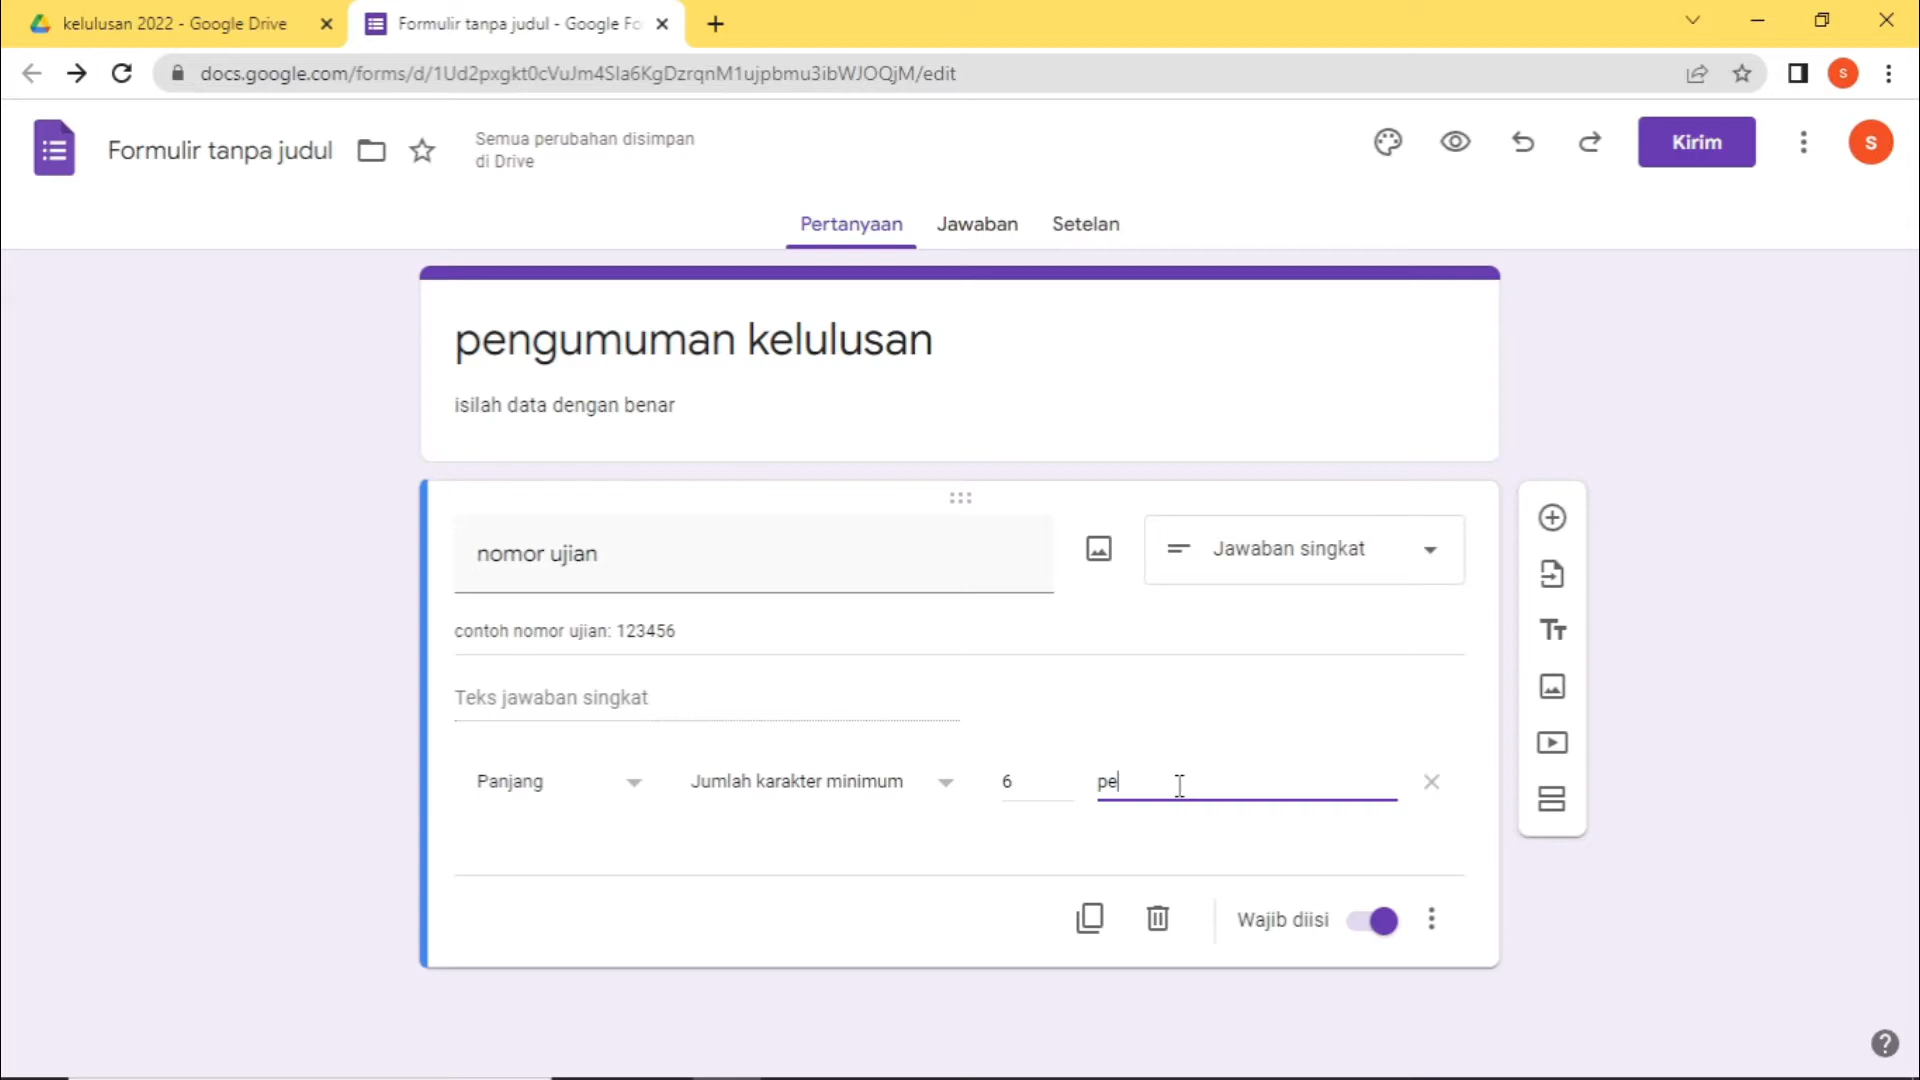 kelulusan 2022 - Google Drive
Formulir tanpa judul - Google Fo
docs.google.com/forms/d/1Ud2pxgkt0cVuJm4SIa6KgDzrqnM1ujpbmu3ibWJOQjM/edit
S
Formulir tanpa judul
Semua perubahan disimpan
di Drive
Kirim
S
Pertanyaan
Jawaban
Setelan
pengumuman kelulusan
isilah data dengan benar
nomor ujian
Jawaban singkat
contoh nomor ujian: 123456
Teks jawaban singkat
Panjang
Jumlah karakter minimum
6
pe
Wajib diisi